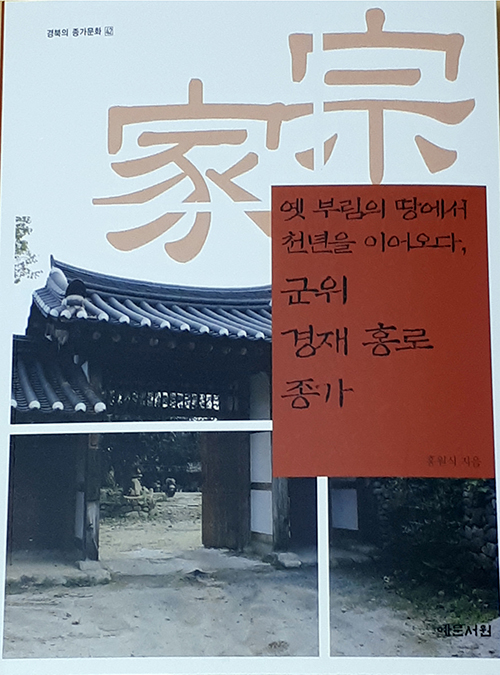 경북의 종가문화 42
宗家
옛 부림의 땅에서
천년을 이어오다,
군위
경재 홍로
종가
홍원식 지음
예문서원